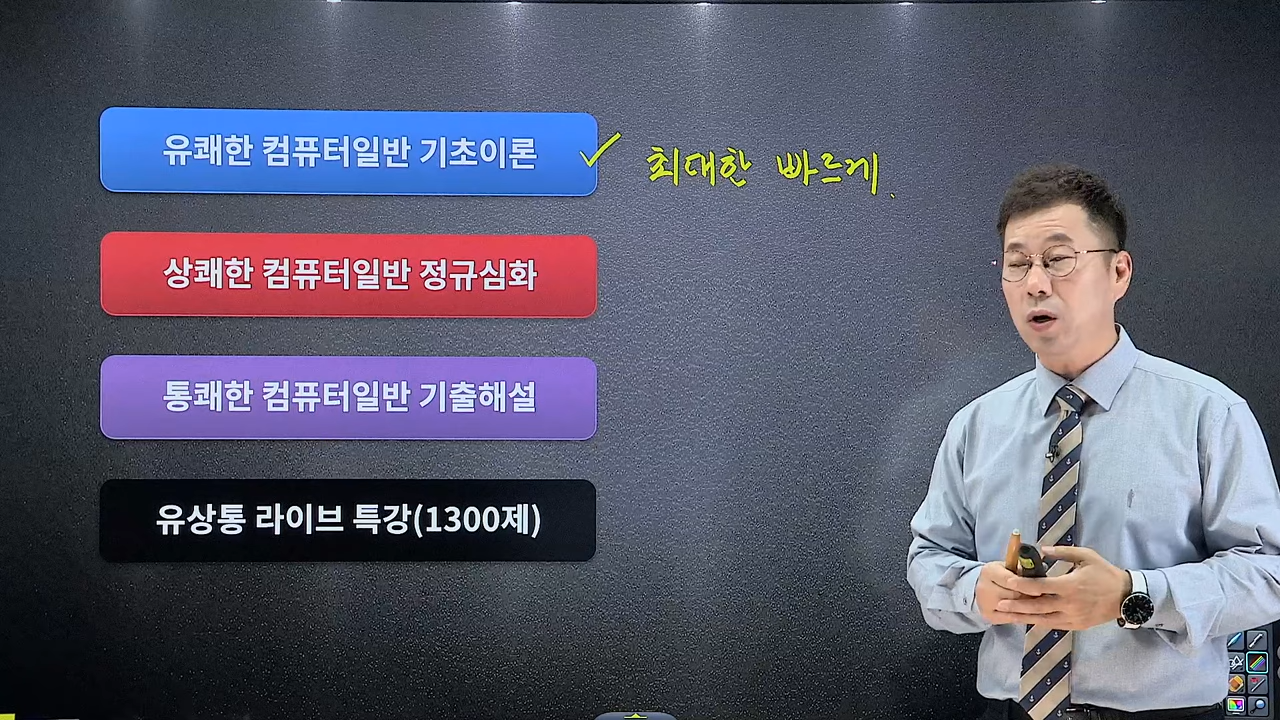 유쾌한 컴퓨터일반 기초이론
최대한 빠르게.
상쾌한 컴퓨터일반 정규심화
통쾌한 컴퓨터일반 기출해설
유상통 라이브 특강(1300제)